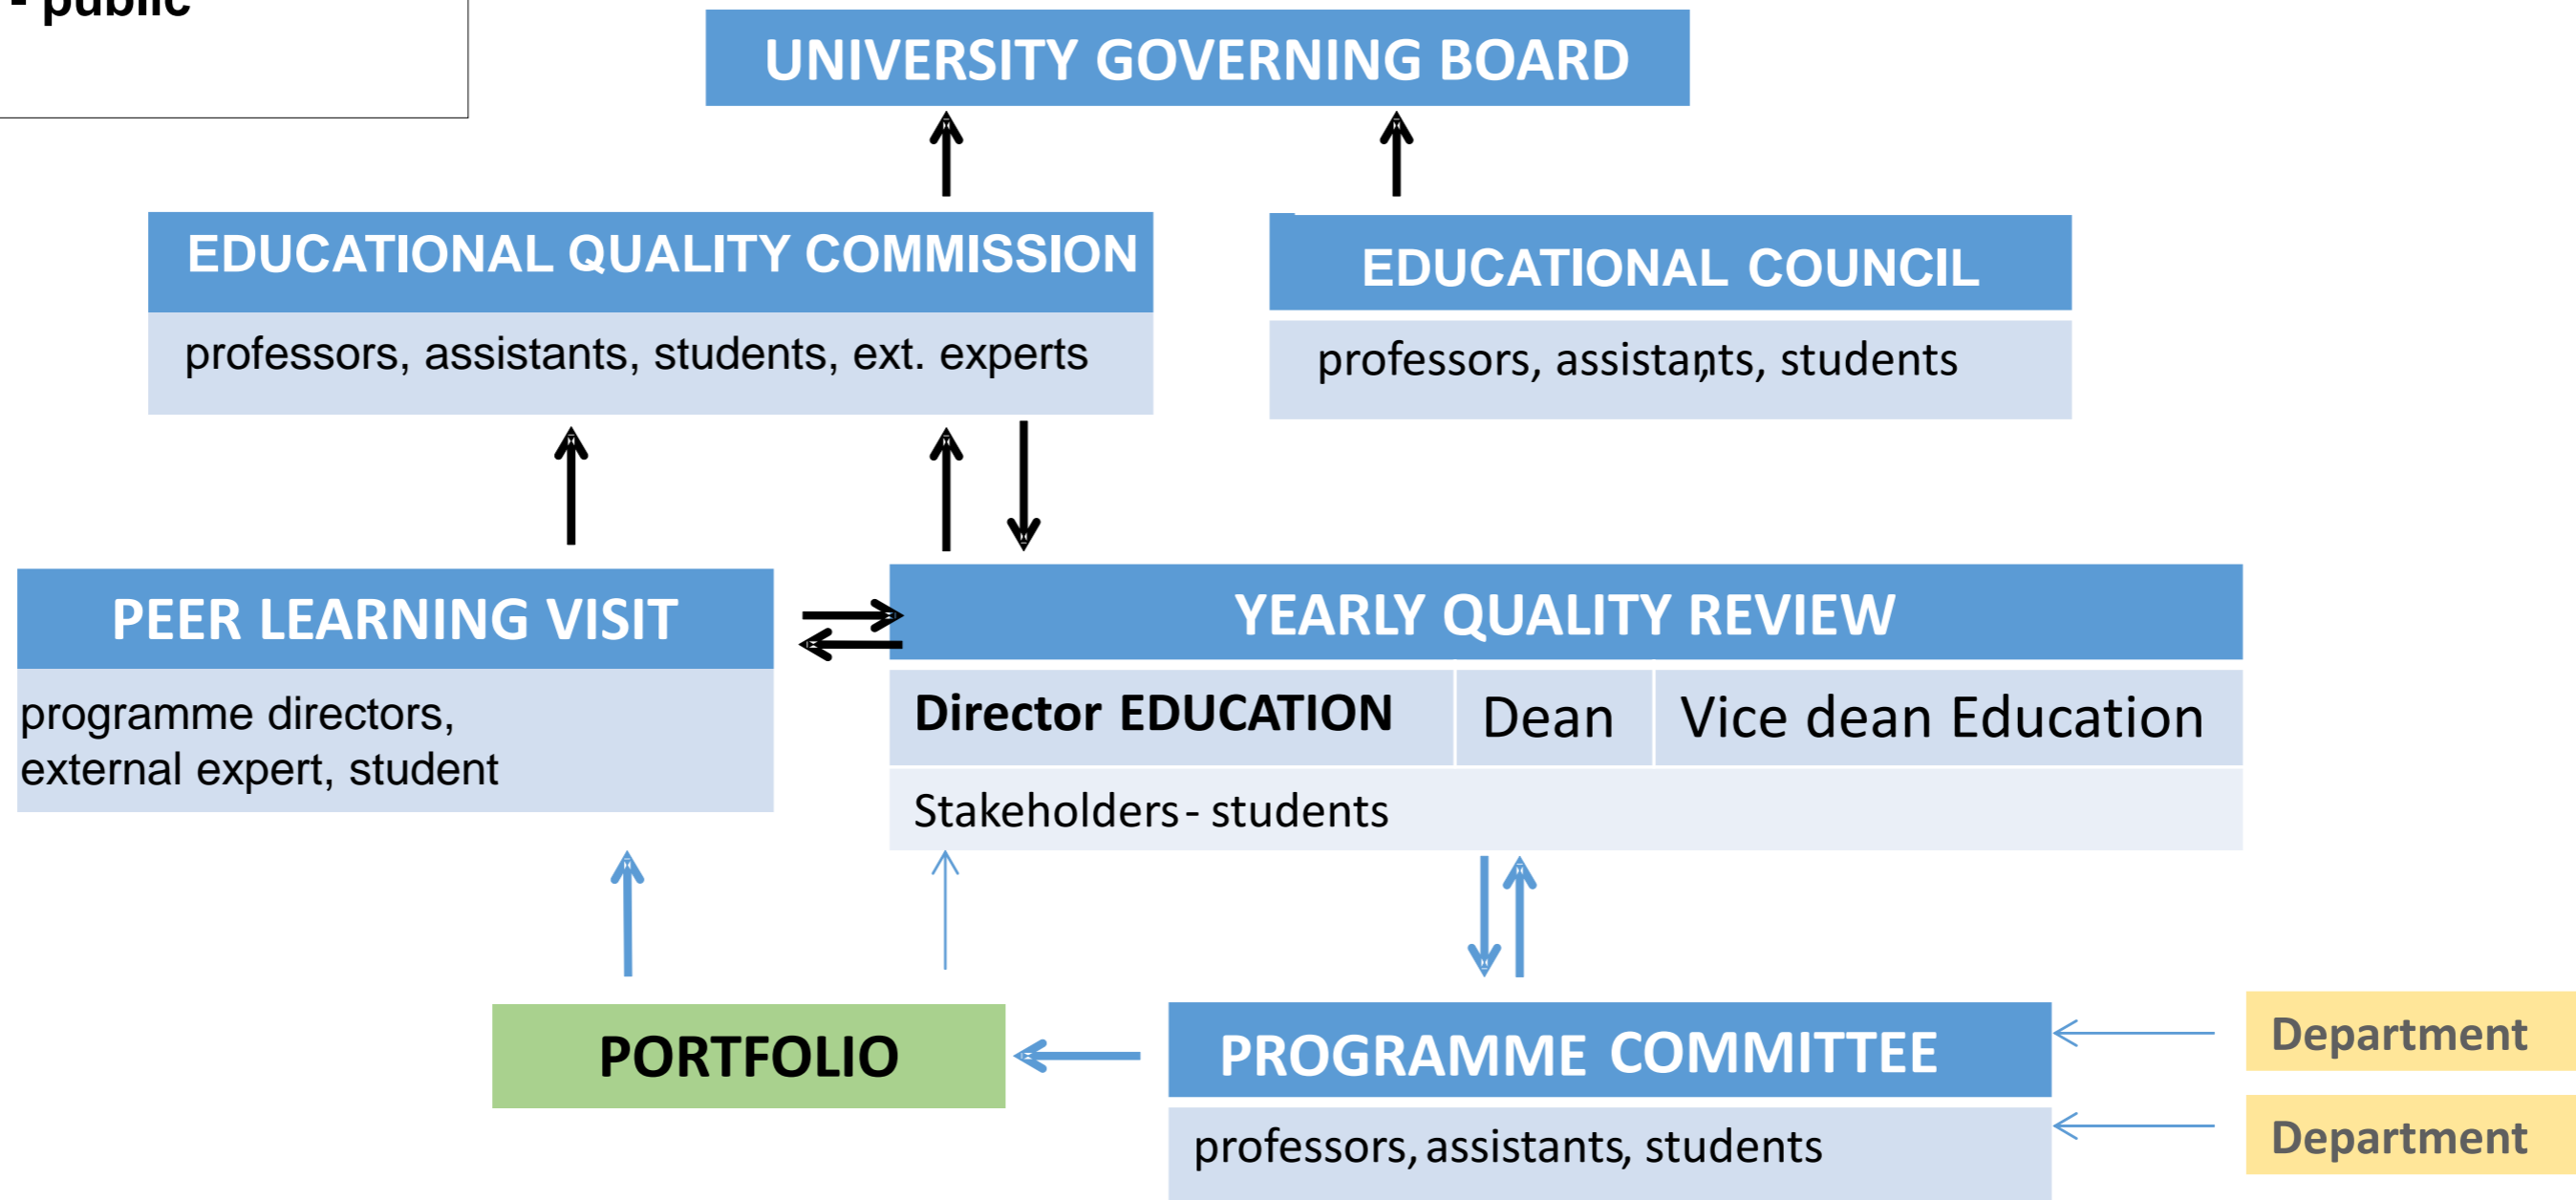 - public
UNIVERSITY GOVERNING BOARD
EDUCATIONAL QUALITY COMMISSION
professors, assistants, students, ext. experts
EDUCATIONAL COUNCIL
professors, assistants, students
PEER LEARNING VISIT
programme directors,
external expert, student
YEARLY QUALITY REVIEW
Director EDUCATION
Dean
Vice dean Education
Stakeholders - students
PORTFOLIO
PROGRAMME COMMITTEE
professors, assistants, students
Department
Department